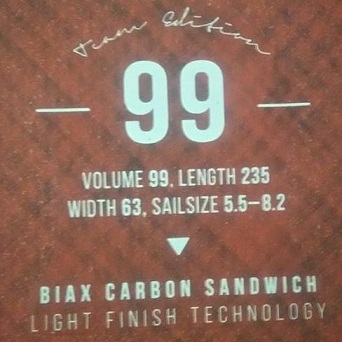 Team Edition
99
VOLUME 99, LENGTH 235
WIDTH 63, SAILSIZE 5.5–8.2
BIAX CARBON SANDWICH
LIGHT FINISH TECHNOLOGY